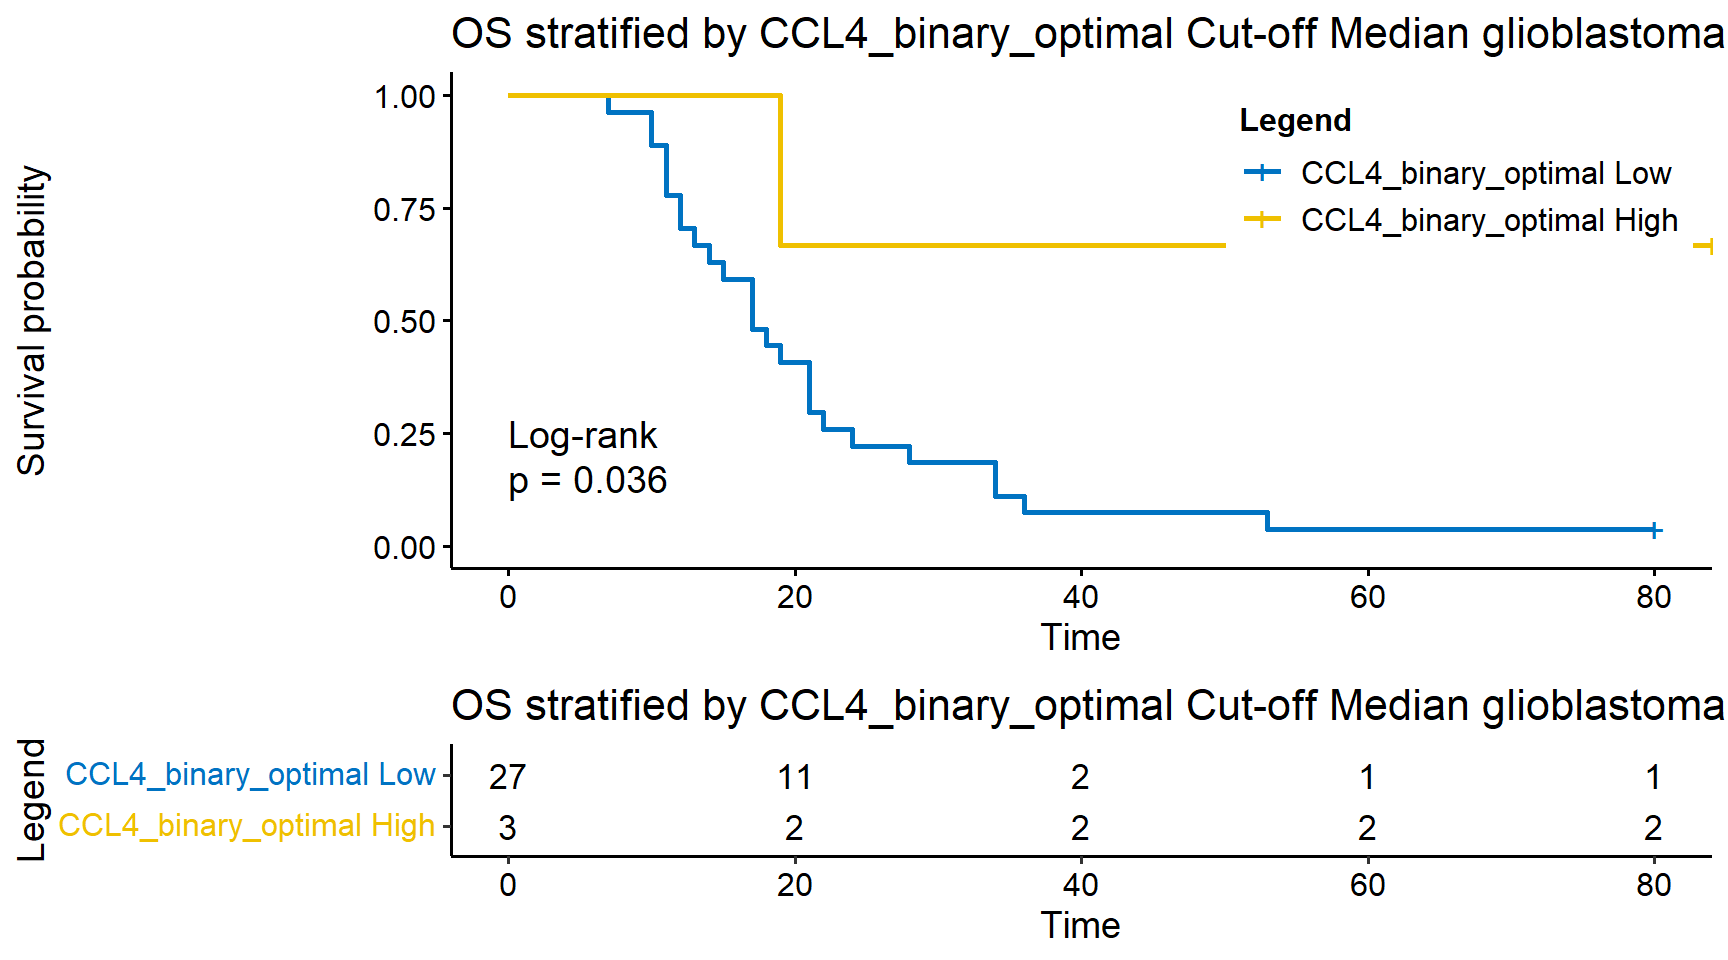 OS stratified by CCL4_binary_optimal Cut-off Median glioblastoma
Survival probability
1.00
0.75
0.50
0.25
0.00
Legend
CCL4_binary_optimal Low
CCL4_binary_optimal High
Log-rank
p = 0.036
0 20 40 60 80
Time
OS stratified by CCL4_binary_optimal Cut-off Median glioblastoma
Legend
CCL4_binary_optimal Low 27 11 2 1 1
CCL4_binary_optimal High 3 2 2 2 2
0 20 40 60 80
Time